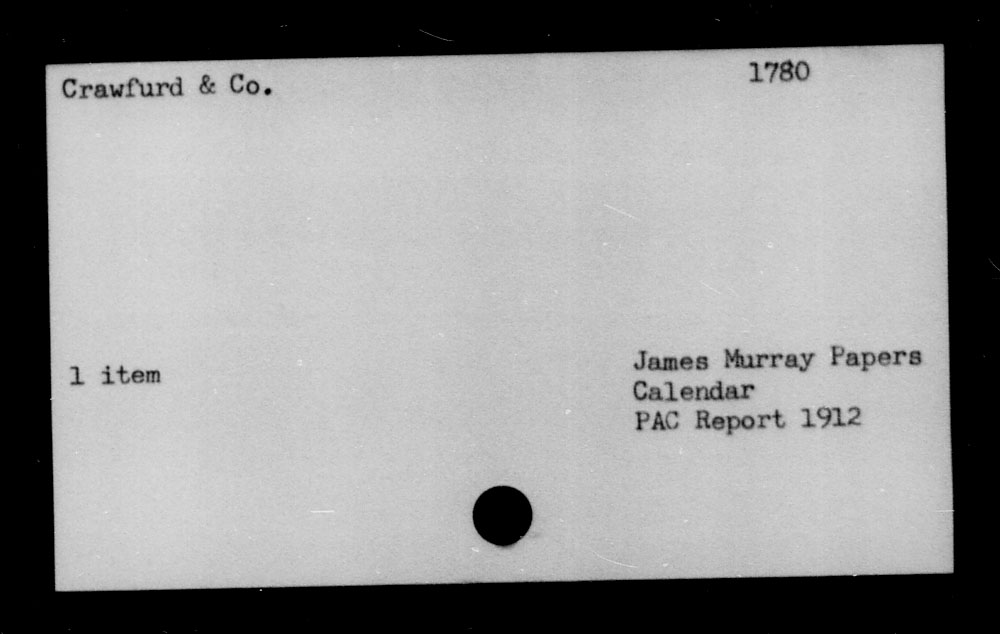 Crawfurd & Co.
1780
1 item
James Murray Papers
Calendar
PAC Report 1912